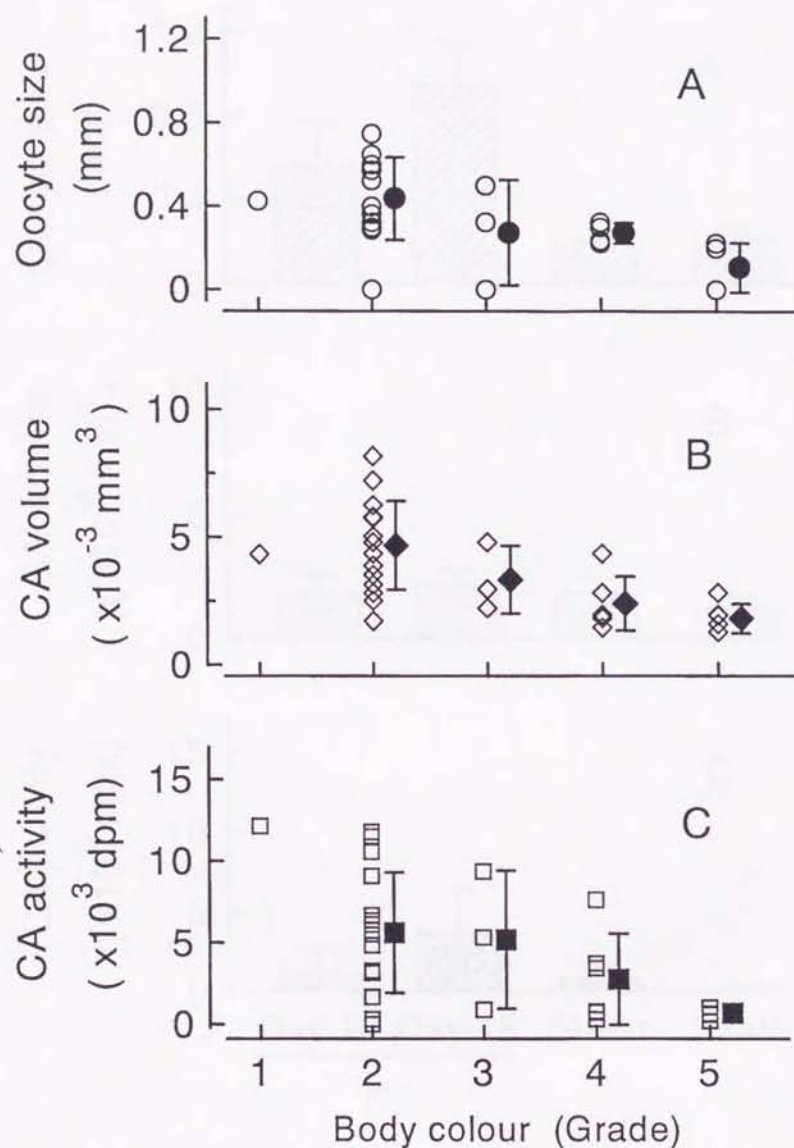 Oocyte size
(mm)
1.2
0.8
0.4
0
A
CA volume
( x10⁻³ mm³ )
10
5
0
B
CA activity
( x10³ dpm)
15
10
5
0
C
1 2 3 4 5
Body colour (Grade)